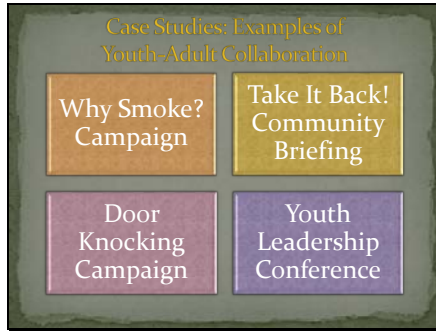 Case Studies: Examples of
Youth-Adult Collaboration
Why Smoke?
Campaign
Take It Back!
Community
Briefing
Door
Knocking
Campaign
Youth
Leadership
Conference